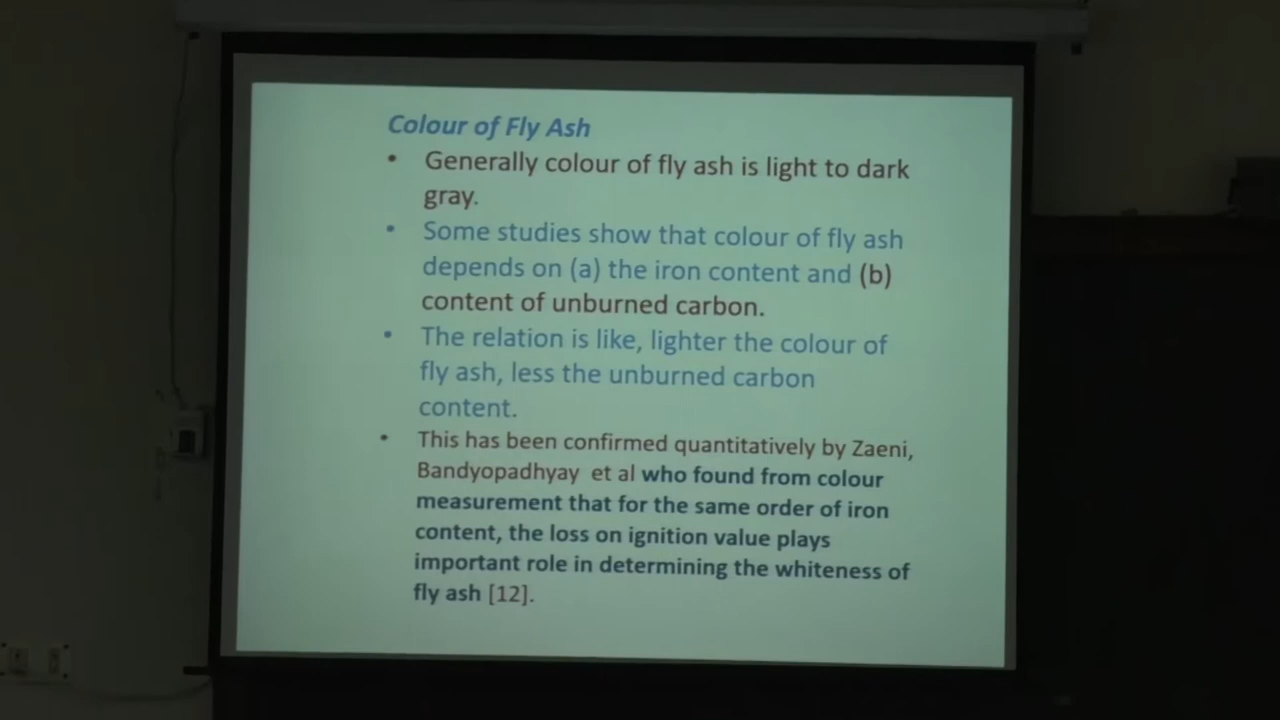 Colour of Fly Ash
• Generally colour of fly ash is light to dark
gray.
• Some studies show that colour of fly ash
depends on (a) the iron content and (b)
content of unburned carbon.
• The relation is like, lighter the colour of
fly ash, less the unburned carbon
content.
• This has been confirmed quantitatively by Zaeni,
Bandyopadhyay et al who found from colour
measurement that for the same order of iron
content, the loss on ignition value plays
important role in determining the whiteness of
fly ash [12].